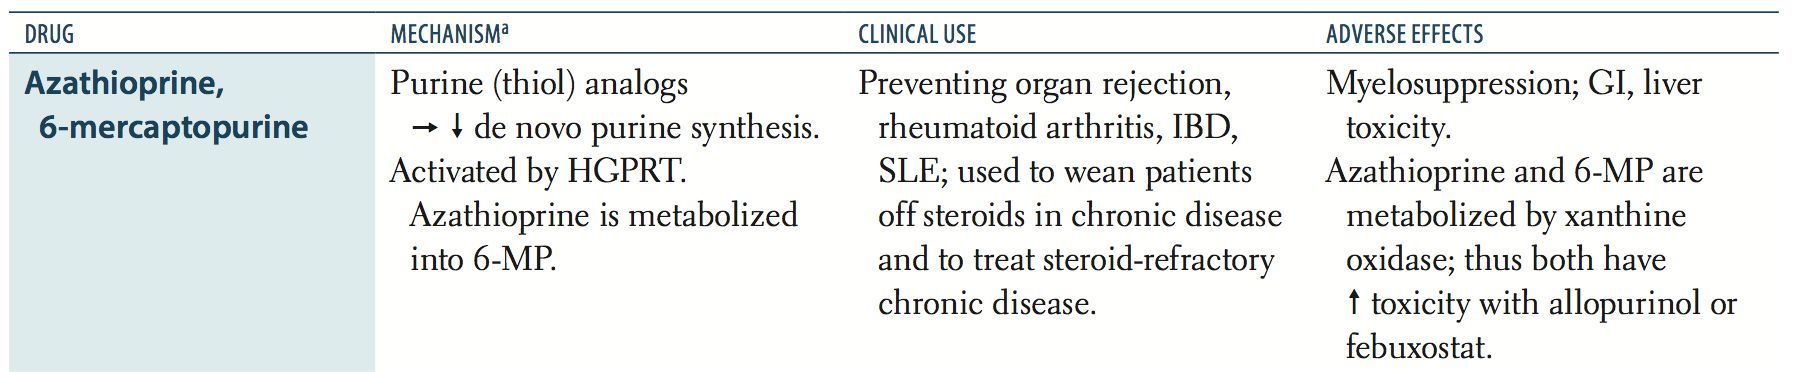 DRUG
MECHANISMª
CLINICAL USE
ADVERSE EFFECTS
Azathioprine,
6-mercaptopurine
Purine (thiol) analogs
→ ↓ de novo purine synthesis.
Activated by HGPRT.
Azathioprine is metabolized
into 6-MP.
Preventing organ rejection,
rheumatoid arthritis, IBD,
SLE; used to wean patients
off steroids in chronic disease
and to treat steroid-refractory
chronic disease.
Myelosuppression; GI, liver
toxicity.
Azathioprine and 6-MP are
metabolized by xanthine
oxidase; thus both have
↑ toxicity with allopurinol or
febuxostat.